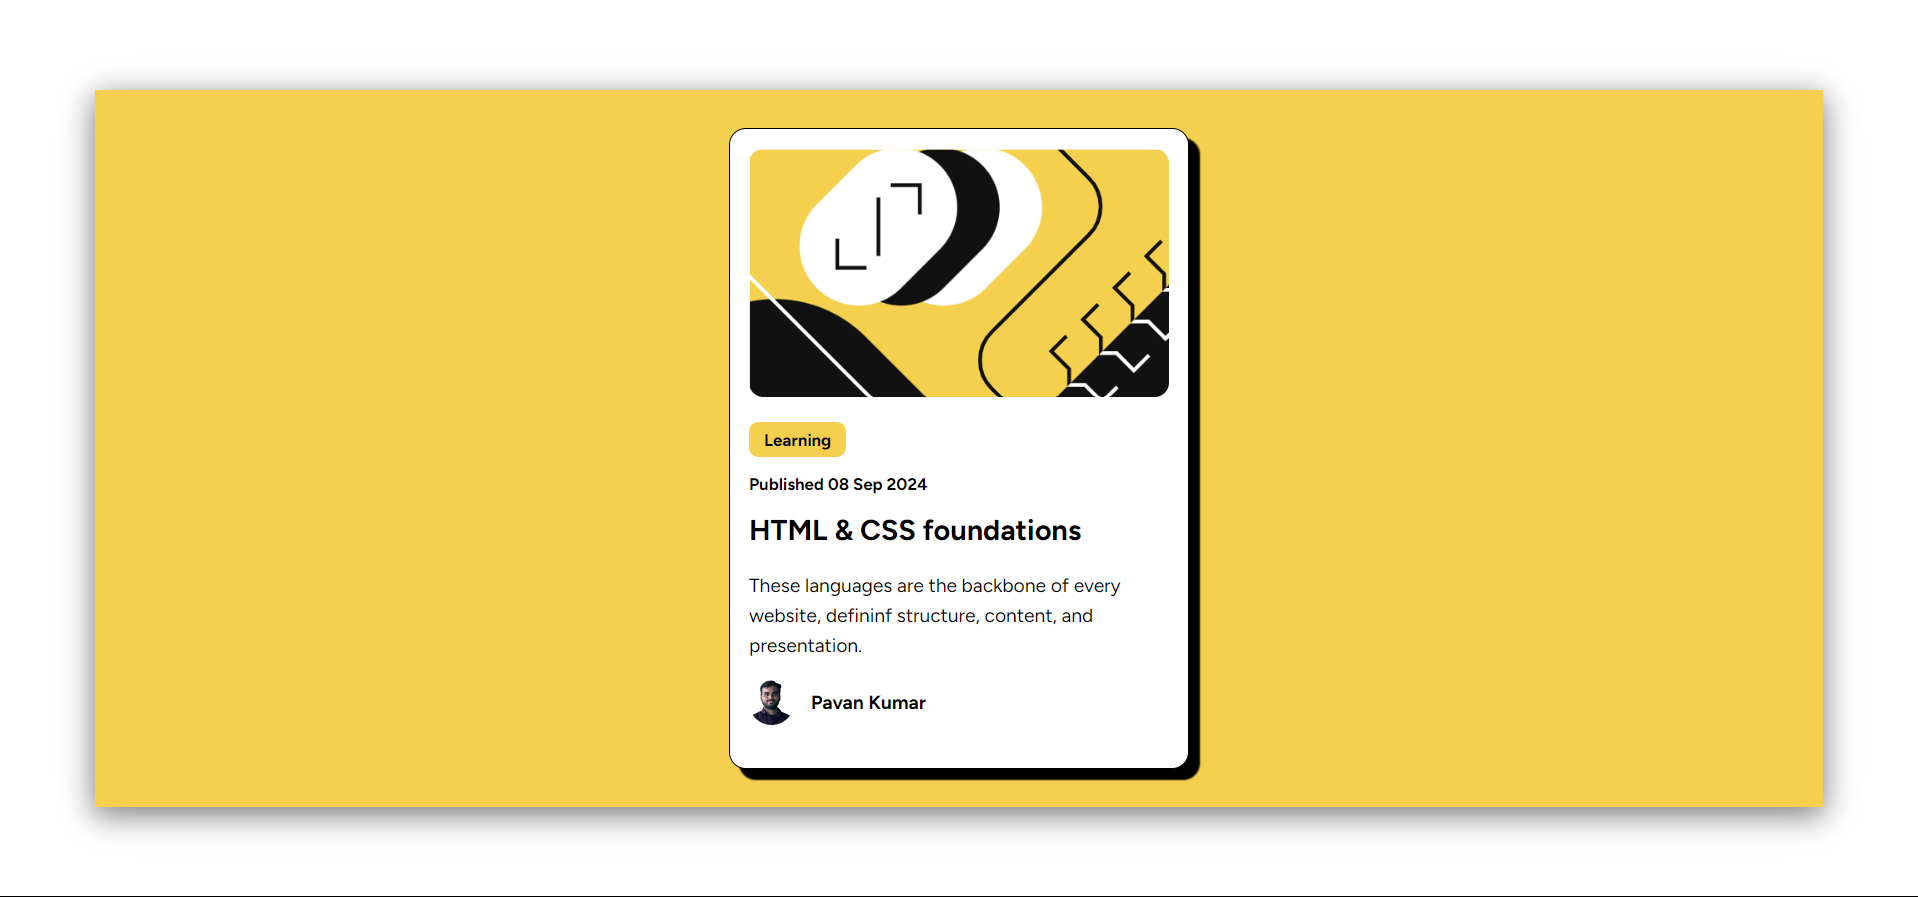 Learning
Published 08 Sep 2024
HTML & CSS foundations
These languages are the backbone of every
website, defininf structure, content, and
presentation.
Pavan Kumar